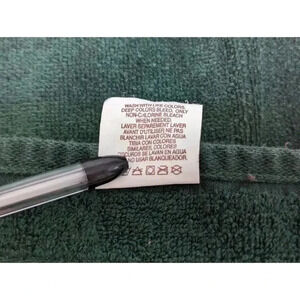 WASH WITH LIKE COLORS.
DEEP COLORS BLEED. ONLY
NON-CHLORINE BLEACH
WHEN NEEDED.
LAVER SEPAREMENT LAVER
AVANT D'UTILISER NE PAS
BLANCHIR LAVAR CON AGUA
TIBIA CON COLORES
SIMILARES, DOLORES
OSCUROS SE LAVAN EN AGUA
NO USAR BLANQUEADOR.